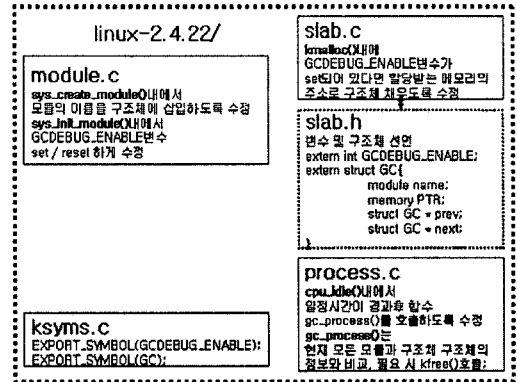 linux-2.4.22/
module.c
sys_create_module()내에서
모듈의 이름을 구조체에 삽입하도록 수정
sys_init_module()내에서
GCDEBUG_ENABLE변수
set / reset 하게 수정
ksyms.c
EXPORT_SYMBOL(GCDEBUG_ENABLE);
EXPORT_SYMBOL(GC);
slab.c
kmalloc()내에
GCDEBUG_ENABLE변수가
set되어 있다면 할당받는 메모리의
주소로 구조체 채우도록 수정
slab.h
변수 및 구조체 선언
extern int GCDEBUG_ENABLE;
extern struct GC{
module name;
memory PTR;
struct GC * prev;
struct GC * next;
}
process.c
cpu_idle()내에서
일정시간이 경과후 함수
gc_process()를 호출하도록 수정
gc_process()는
현재 모든 모듈과 구조체 구조체의
정보와 비교, 필요 시 kfree()호출;